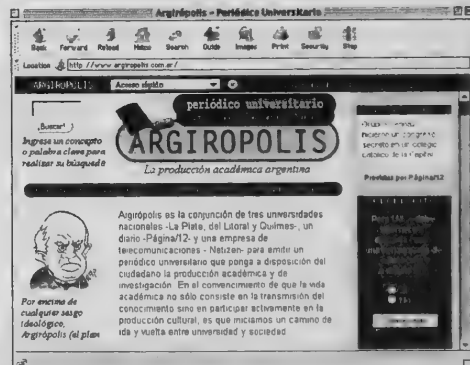 Argirópolis - Periódico Universitario
Back Forward Reload Home Search Guide Images Print Security Stop
Location http://www.argiropolis.com.ar/
ARGIROPOLIS Acceso rápido
periódico universitario
ARGIROPOLIS
La producción académica argentina
Buscar!
Ingrese un concepto
o palabra clave para
realizar su búsqueda
secreto en un colegio
Provistas por Página/12
Argirópolis es la conjunción de tres universidades
nacionales -La Plata, del Litoral y Quilmes-, un
diario -Página/12- y una empresa de
telecomunicaciones - Netizen- para emitir un
periódico universitario que ponga a disposición del
ciudadano la producción académica y de
investigación. En el convencimiento de que la vida
académica no sólo consiste en la transmisión del
conocimiento sino en participar activamente en la
producción cultural, es que iniciamos un camino de
ida y vuelta entre universidad y sociedad.
Por encima de
cualquier sesgo
ideológico,
Argirópolis (el plan